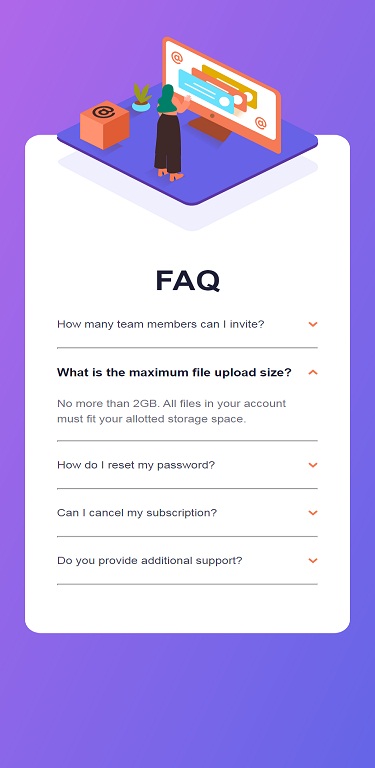 @
@
@
FAQ
How many team members can I invite?
What is the maximum file upload size?
No more than 2GB. All files in your account
must fit your allotted storage space.
How do I reset my password?
Can I cancel my subscription?
Do you provide additional support?